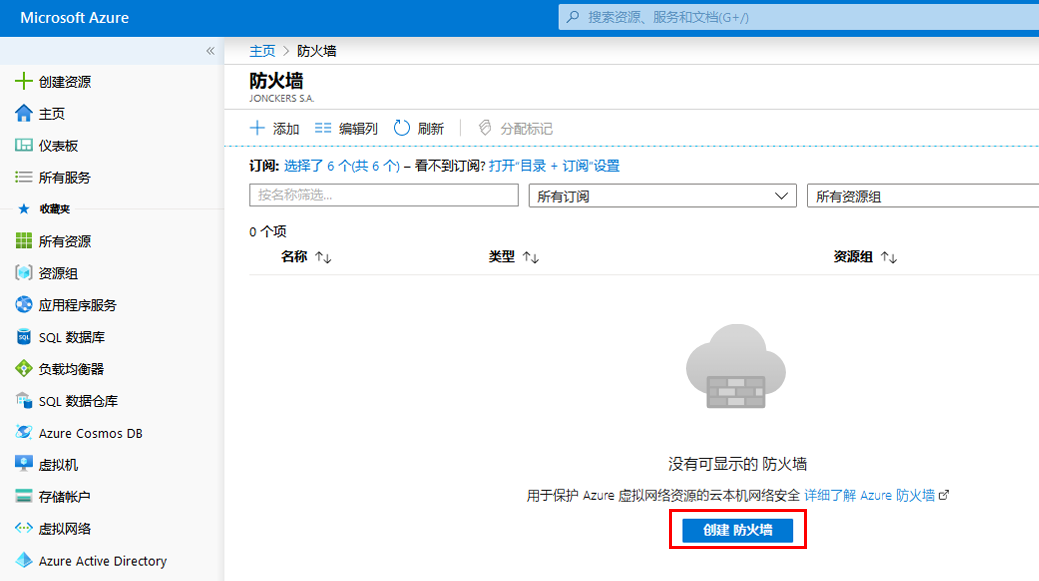 Microsoft Azure
搜索资源、服务和文档(G+/)
«
主页 > 防火墙
创建资源
主页
仪表板
所有服务
收藏夹
所有资源
资源组
应用程序服务
SQL 数据库
负载均衡器
SQL 数据仓库
Azure Cosmos DB
虚拟机
存储帐户
虚拟网络
Azure Active Directory
防火墙
JONCKERS S.A.
添加 编辑列 刷新 分配标记
订阅: 选择了 6 个(共 6 个) – 看不到订阅? 打开"目录 + 订阅"设置
按名称筛选... 所有订阅 所有资源组
0 个项
名称 ↑↓ 类型 ↑↓ 资源组 ↑↓
没有可显示的 防火墙
用于保护 Azure 虚拟网络资源的云本机网络安全 详细了解 Azure 防火墙
创建 防火墙